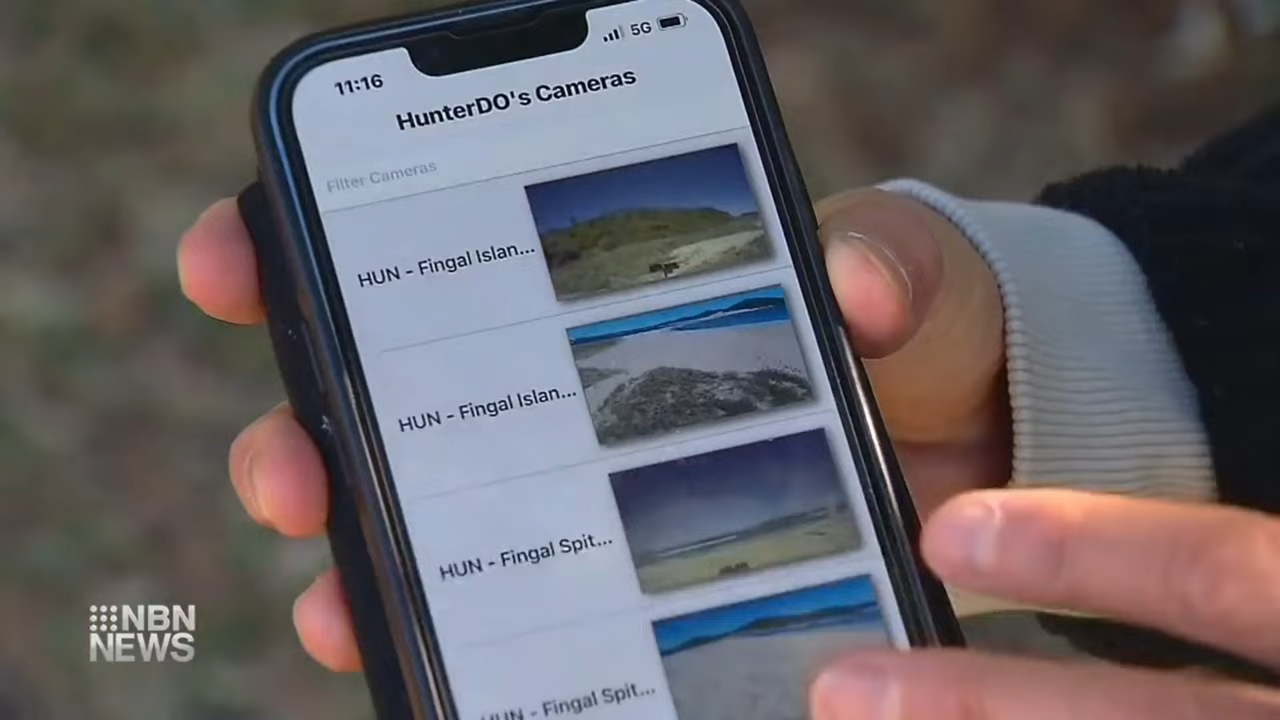 11:16
5G
HunterDO's Cameras
Filter Cameras
HUN - Fingal Islan...
HUN - Fingal Islan...
HUN - Fingal Spit...
HUN - Fingal Spit...
NBN
NEWS